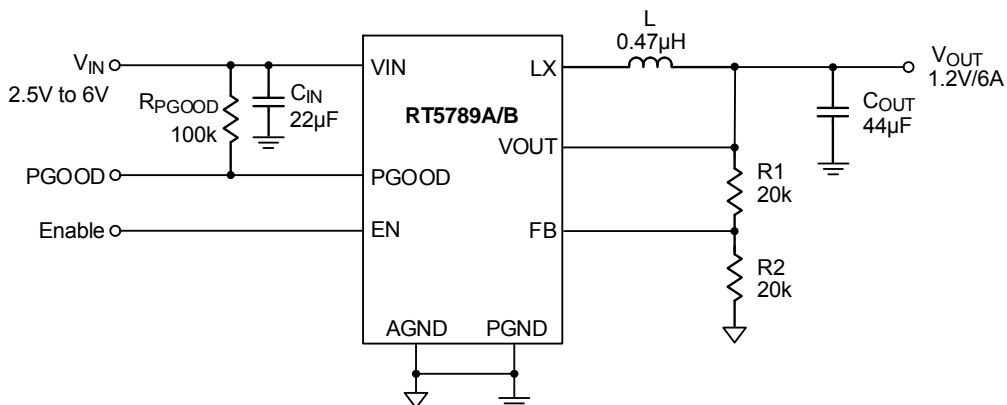 L
0.47µH
VIN
2.5V to 6V
RPGOOD
100k
CIN
22µF
VIN
LX
RT5789A/B
VOUT
1.2V/6A
COUT
44µF
VOUT
PGOOD
PGOOD
R1
20k
Enable
EN
FB
R2
20k
AGND
PGND